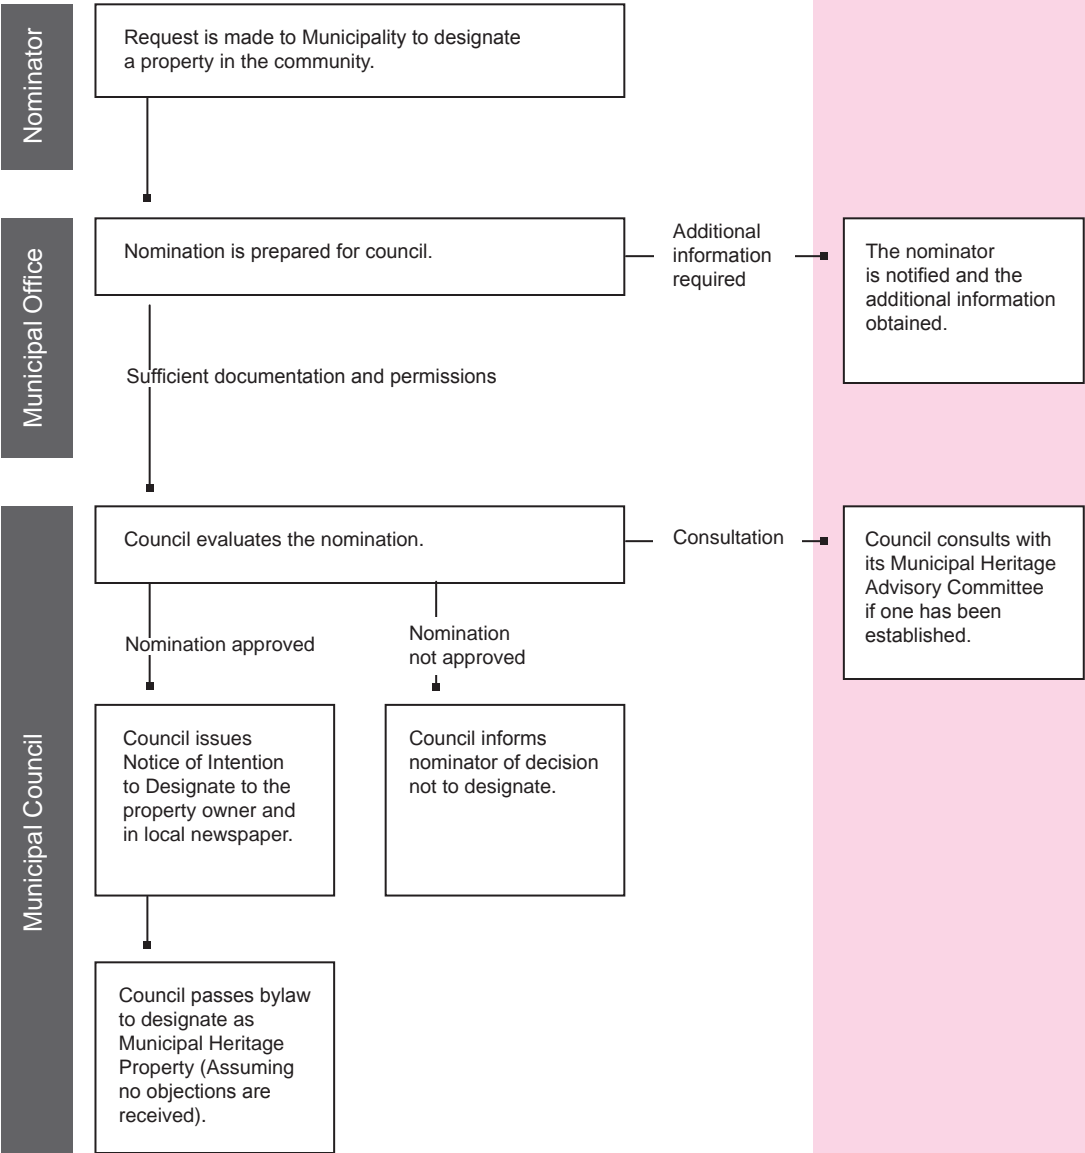 Nominator
Request is made to Municipality to designate
a property in the community.
Municipal Office
Nomination is prepared for council.
Additional
information
required
The nominator
is notified and the
additional information
obtained.
Sufficient documentation and permissions
Municipal Council
Council evaluates the nomination.
Consultation
Council consults with
its Municipal Heritage
Advisory Committee
if one has been
established.
Nomination approved
Nomination
not approved
Council issues
Notice of Intention
to Designate to the
property owner and
in local newspaper.
Council informs
nominator of decision
not to designate.
Council passes bylaw
to designate as
Municipal Heritage
Property (Assuming
no objections are
received).